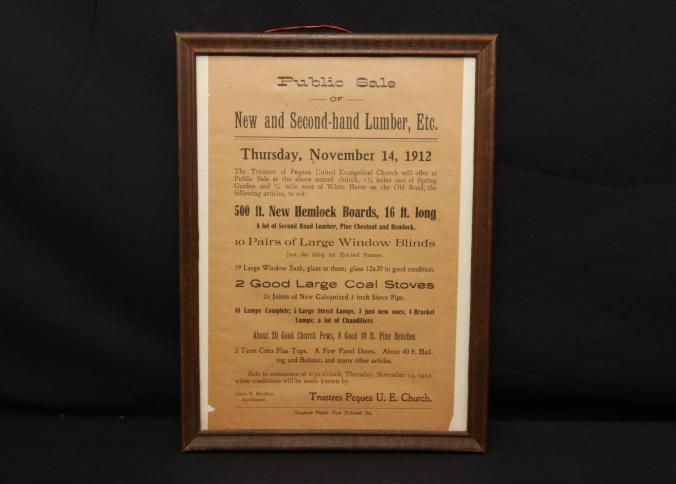 Public Sale
OF
New and Second-hand Lumber, Etc.
Thursday, November 14, 1912
The Trustees of Pequea United Evangelical Church will offer at
Public Sale at the above named church, 1¼ miles east of Spring
Garden and ¼ mile west of White Horse on the Old Road, the
following articles, to wit:
500 ft. New Hemlock Boards, 16 ft. long
A lot of Second Hand Lumber, Pine Chestnut and Hemlock.
10 Pairs of Large Window Blinds
Just the thing for Hot-bed Frames.
19 Large Window Sash, glass in them; glass 12x20 in good condition.
2 Good Large Coal Stoves
25 Joints of New Galvanized 5 inch Stove Pipe.
10 Lamps Complete; 5 Large Street Lamps, 3 just new ones; 4 Bracket
Lamps; a lot of Chandiliers.
About 20 Good Church Pews, 8 Good 10 ft. Pine Benches
2 Terre Cotta Flue Tops. A Few Panel Doors. About 40 ft. Rail-
ing and Balister, and many other articles.
Sale to commence at o'clock, Thursday, November 14, 1912,
when conditions will be made known by
Amos H. Hershey, Auctioneer.
Trustees Pequea U. E. Church.
Clarion Print, New Holland, Pa.